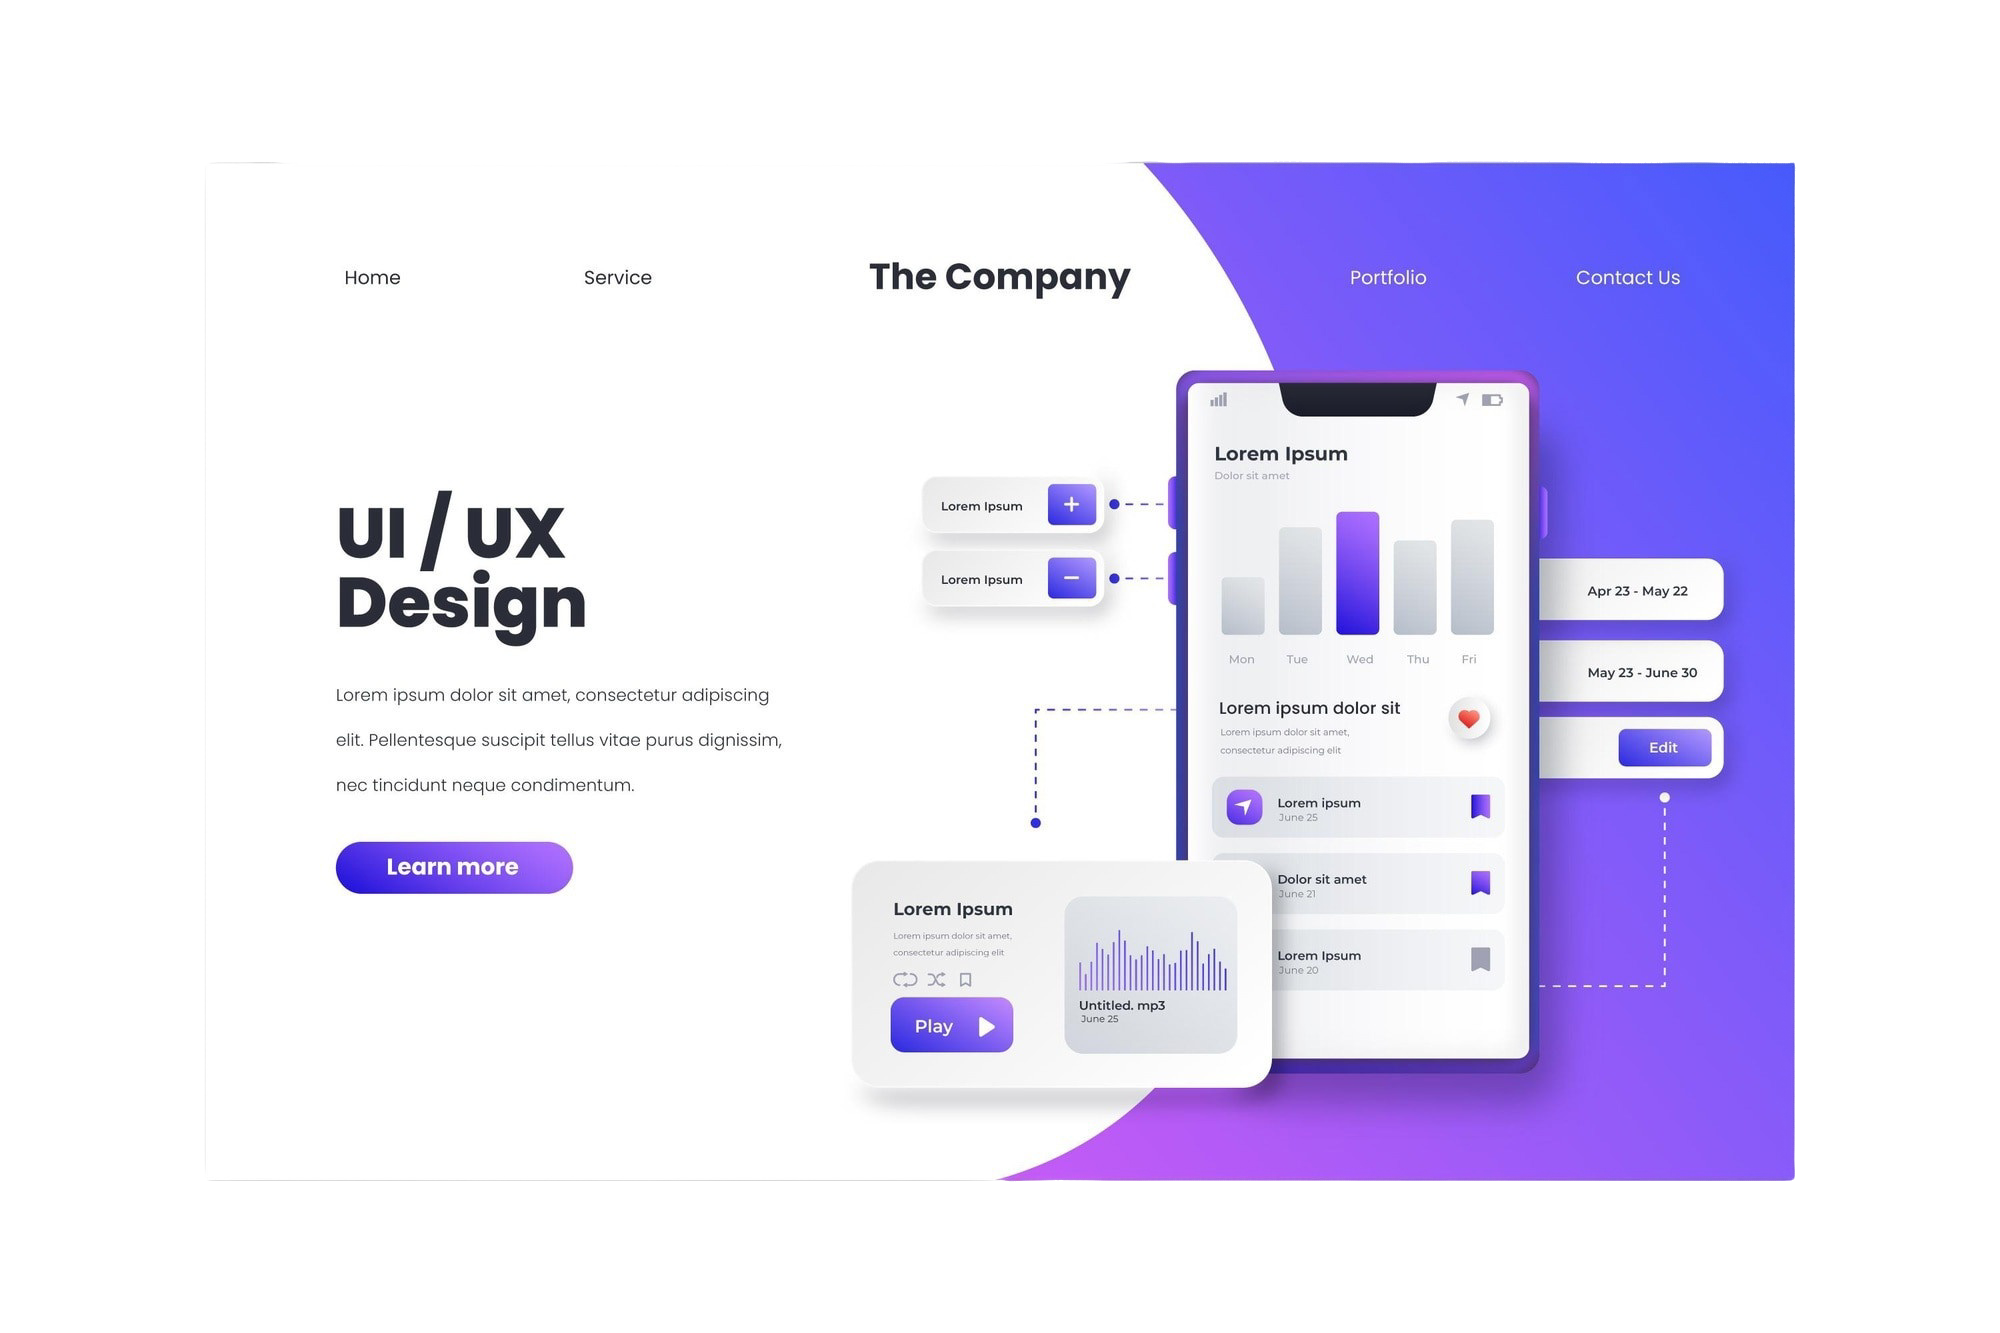 Home
Service
The Company
Portfolio
Contact Us
UI / UX
Design
Lorem ipsum dolor sit amet, consectetur adipiscing
elit. Pellentesque suscipit tellus vitae purus dignissim,
nec tincidunt neque condimentum.
Learn more
Lorem Ipsum
+
Lorem Ipsum
−
Lorem Ipsum
Dolor sit amet
Mon
Tue
Wed
Thu
Fri
Lorem ipsum dolor sit
Lorem ipsum dolor sit amet,
consectetur adipiscing elit
Lorem ipsum
June 25
Dolor sit amet
June 21
Lorem Ipsum
June 20
Apr 23 - May 22
May 23 - June 30
Edit
Lorem Ipsum
Lorem ipsum dolor sit amet,
consectetur adipiscing elit
Play
Untitled. mp3
June 25